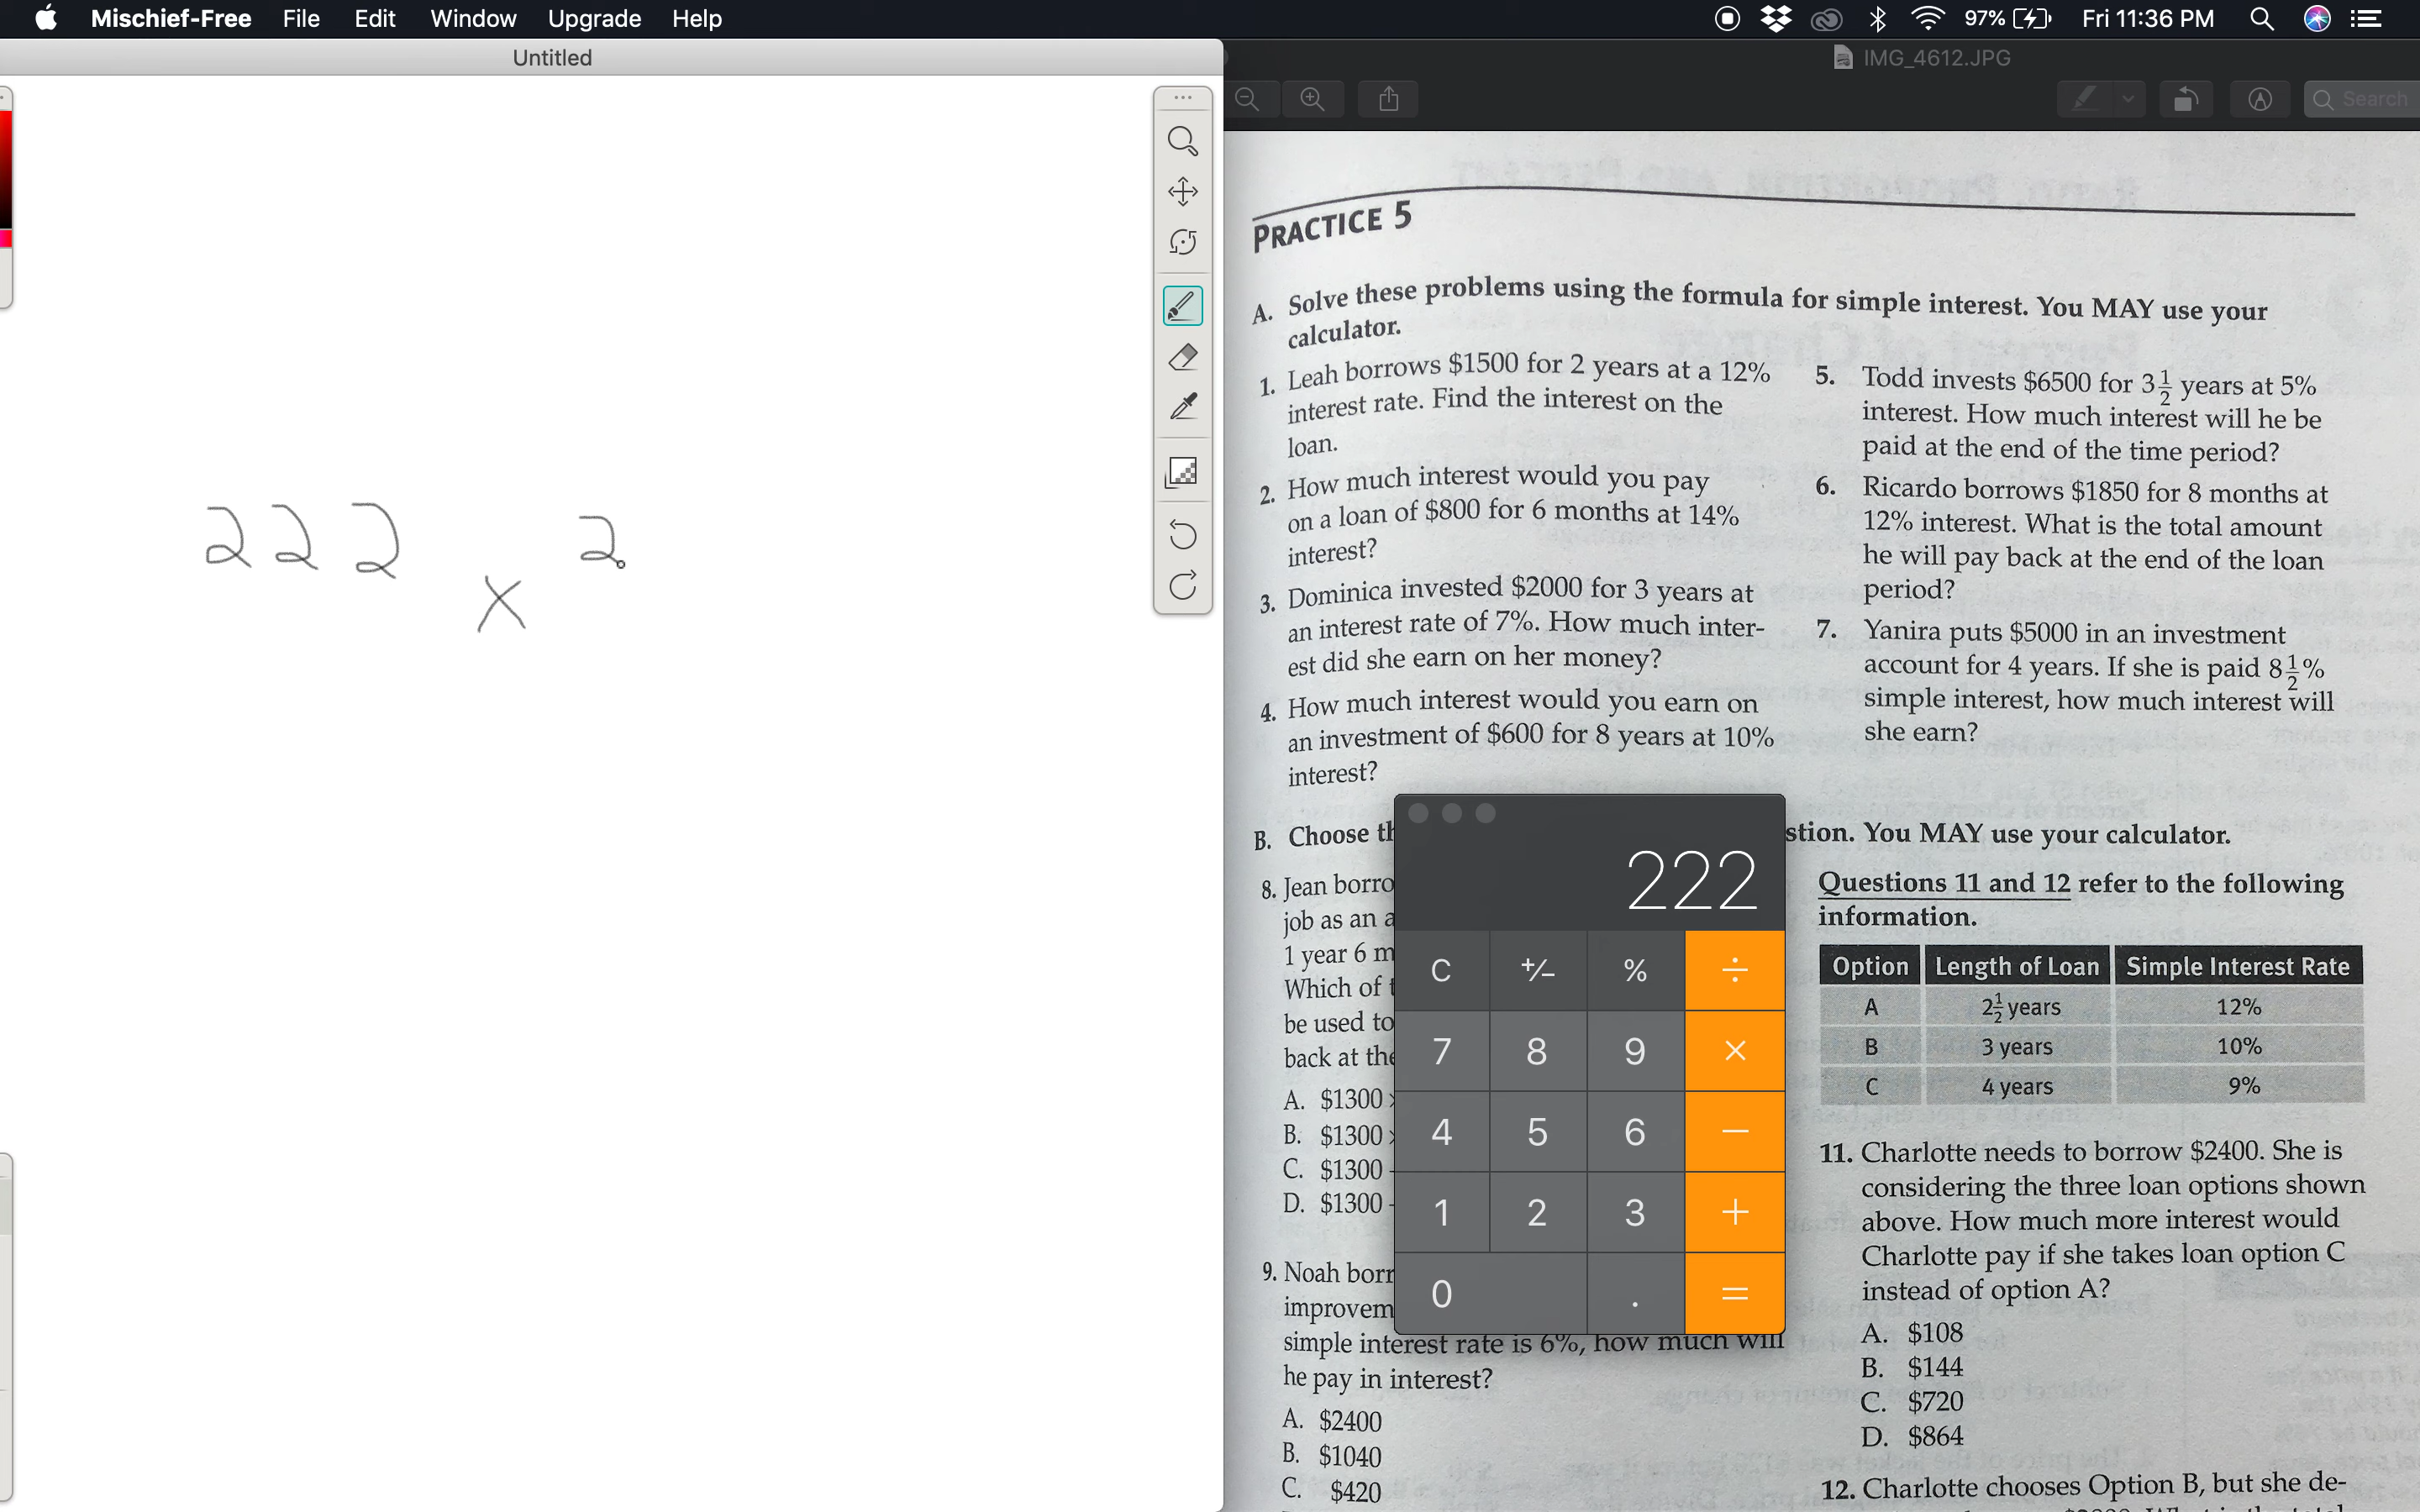 Mischief-Free File Edit Window Upgrade Help 97% Fri 11:36 PM
Untitled
IMG_4612.JPG
Search
222 x 2
PRACTICE 5
A. Solve these problems using the formula for simple interest. You MAY use your
calculator.
1. Leah borrows $1500 for 2 years at a 12%
interest rate. Find the interest on the
loan.
2. How much interest would you pay
on a loan of $800 for 6 months at 14%
interest?
3. Dominica invested $2000 for 3 years at
an interest rate of 7%. How much inter-
est did she earn on her money?
4. How much interest would you earn on
an investment of $600 for 8 years at 10%
interest?
5. Todd invests $6500 for 3 1/2 years at 5%
interest. How much interest will he be
paid at the end of the time period?
6. Ricardo borrows $1850 for 8 months at
12% interest. What is the total amount
he will pay back at the end of the loan
period?
7. Yanira puts $5000 in an investment
account for 4 years. If she is paid 8 1/2%
simple interest, how much interest will
she earn?
B. Choose th
stion. You MAY use your calculator.
8. Jean borro
job as an a
1 year 6 m
Which of t
be used to
back at the
A. $1300 ×
B. $1300 ×
C. $1300
D. $1300
9. Noah borr
improvem
simple interest rate is 6%, how much will
he pay in interest?
A. $2400
B. $1040
C. $420
222
C +/− % ÷
7 8 9 ×
4 5 6 −
1 2 3 +
0 . =
Questions 11 and 12 refer to the following
information.
Option Length of Loan Simple Interest Rate
A 2 1/2 years 12%
B 3 years 10%
C 4 years 9%
11. Charlotte needs to borrow $2400. She is
considering the three loan options shown
above. How much more interest would
Charlotte pay if she takes loan option C
instead of option A?
A. $108
B. $144
C. $720
D. $864
12. Charlotte chooses Option B, but she de-